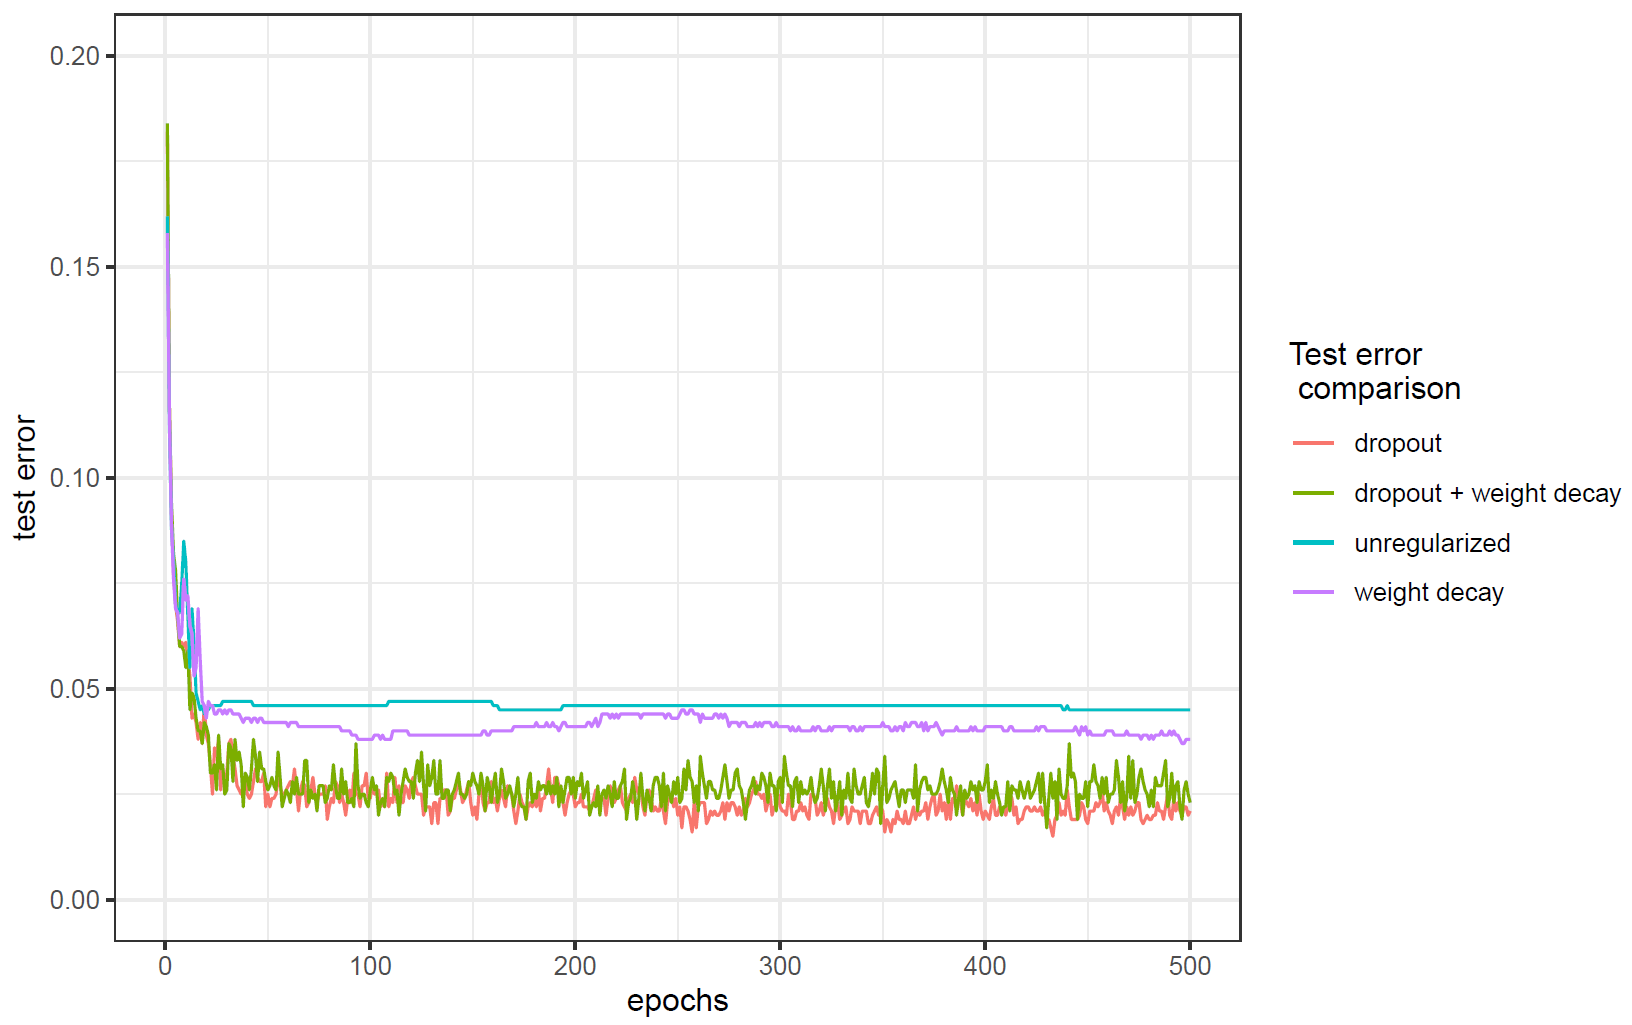 0.20
0.15
0.10
0.05
0.00
test error
0
100
200
300
400
500
epochs
Test error
comparison
dropout
dropout + weight decay
unregularized
weight decay